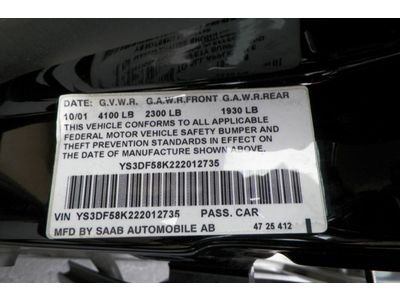 DATE: G.V.W.R. G.A.W.R.FRONT G.A.W.R.REAR
10/01 4100 LB 2300 LB 1930 LB
THIS VEHICLE CONFORMS TO ALL APPLICABLE
FEDERAL MOTOR VEHICLE SAFETY BUMPER AND
THEFT PREVENTION STANDARDS IN EFFECT ON
THE DATE OF MANUFACTURE SHOWN ABOVE.
YS3DF58K222012735
VIN YS3DF58K222012735 PASS. CAR
MFD BY SAAB AUTOMOBILE AB 47 25 412